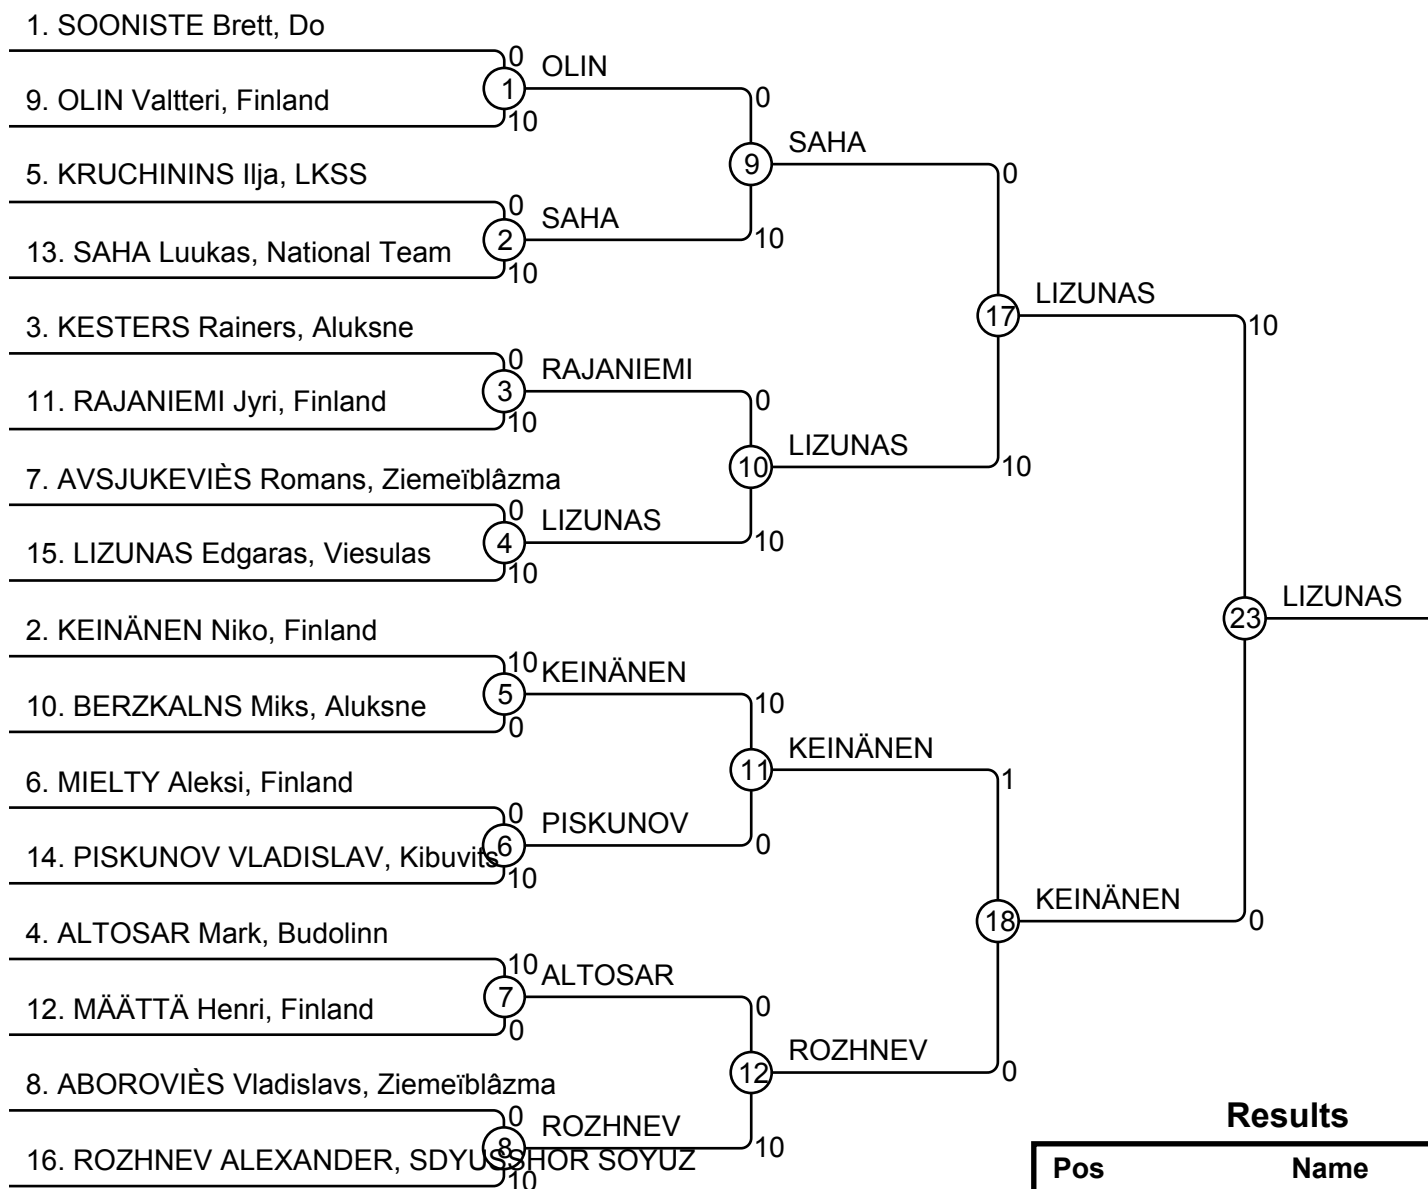 1. SOONISTE Brett, Do
0
OLIN
1
9. OLIN Valtteri, Finland
0
10
SAHA
9
5. KRUCHININS Ilja, LKSS
0
0
SAHA
2
10
13. SAHA Luukas, National Team
10
LIZUNAS
17
3. KESTERS Rainers, Aluksne
10
0
RAJANIEMI
3
11. RAJANIEMI Jyri, Finland
0
10
LIZUNAS
10
10
7. AVSJUKEVIÈS Romans, Ziemeïblâzma
0
LIZUNAS
4
10
15. LIZUNAS Edgaras, Viesulas
10
LIZUNAS
23
2. KEINÄNEN Niko, Finland
10
KEINÄNEN
5
10
10. BERZKALNS Miks, Aluksne
0
KEINÄNEN
11
1
6. MIELTY Aleksi, Finland
0
PISKUNOV
6
0
14. PISKUNOV VLADISLAV, Kibuvits
10
KEINÄNEN
18
0
4. ALTOSAR Mark, Budolinn
10
ALTOSAR
7
0
12. MÄÄTTÄ Henri, Finland
0
ROZHNEV
12
0
8. ABOROVIÈS Vladislavs, Ziemeïblâzma
0
ROZHNEV
8
10
16. ROZHNEV ALEXANDER, SDYUSSHOR SOYUZ
10
Results
Pos Name